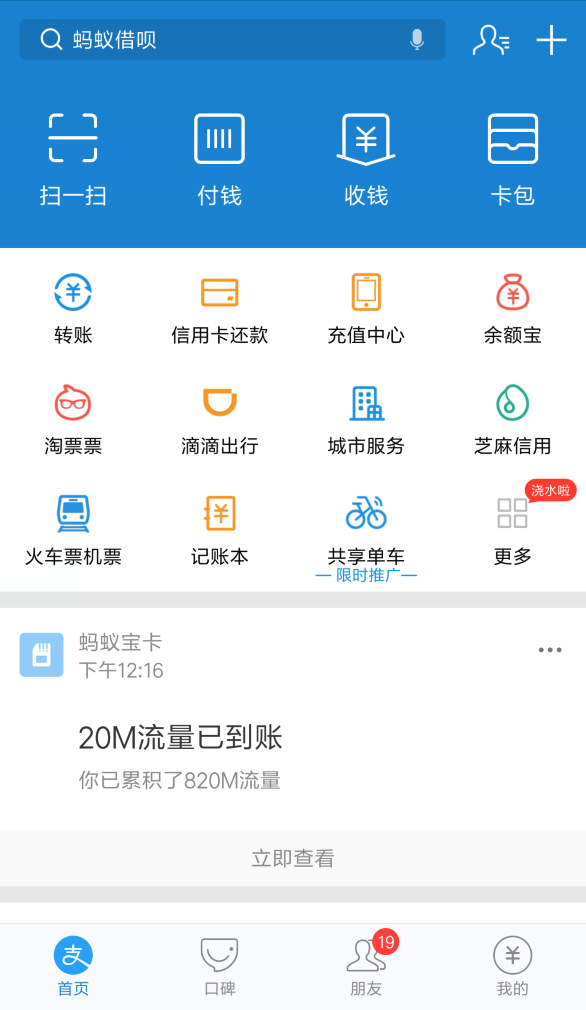 蚂蚁借呗
扫一扫
付钱
收钱
卡包
转账
信用卡还款
充值中心
余额宝
淘票票
滴滴出行
城市服务
芝麻信用
浇水啦
火车票机票
记账本
共享单车
更多
限时推广
蚂蚁宝卡
下午12:16
20M流量已到账
你已累积了820M流量
立即查看
支
19
首页
口碑
朋友
我的